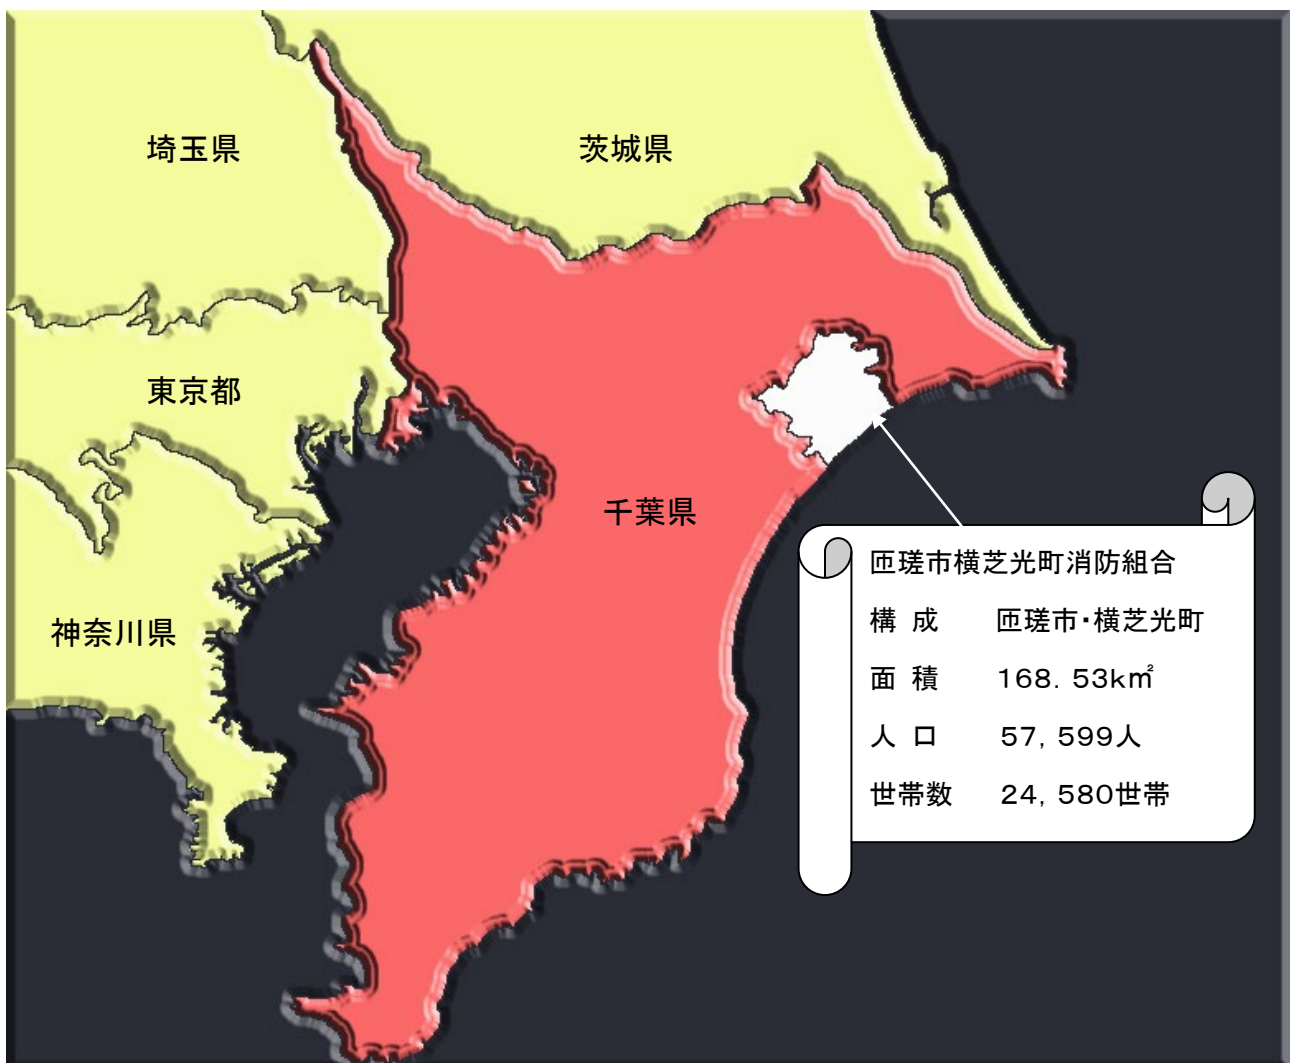 埼玉県
茨城県
東京都
千葉県
神奈川県
匝瑳市横芝光町消防組合
構 成 匝瑳市・横芝光町
面 積 168．53k㎡
人 口 57，599人
世帯数 24，580世帯